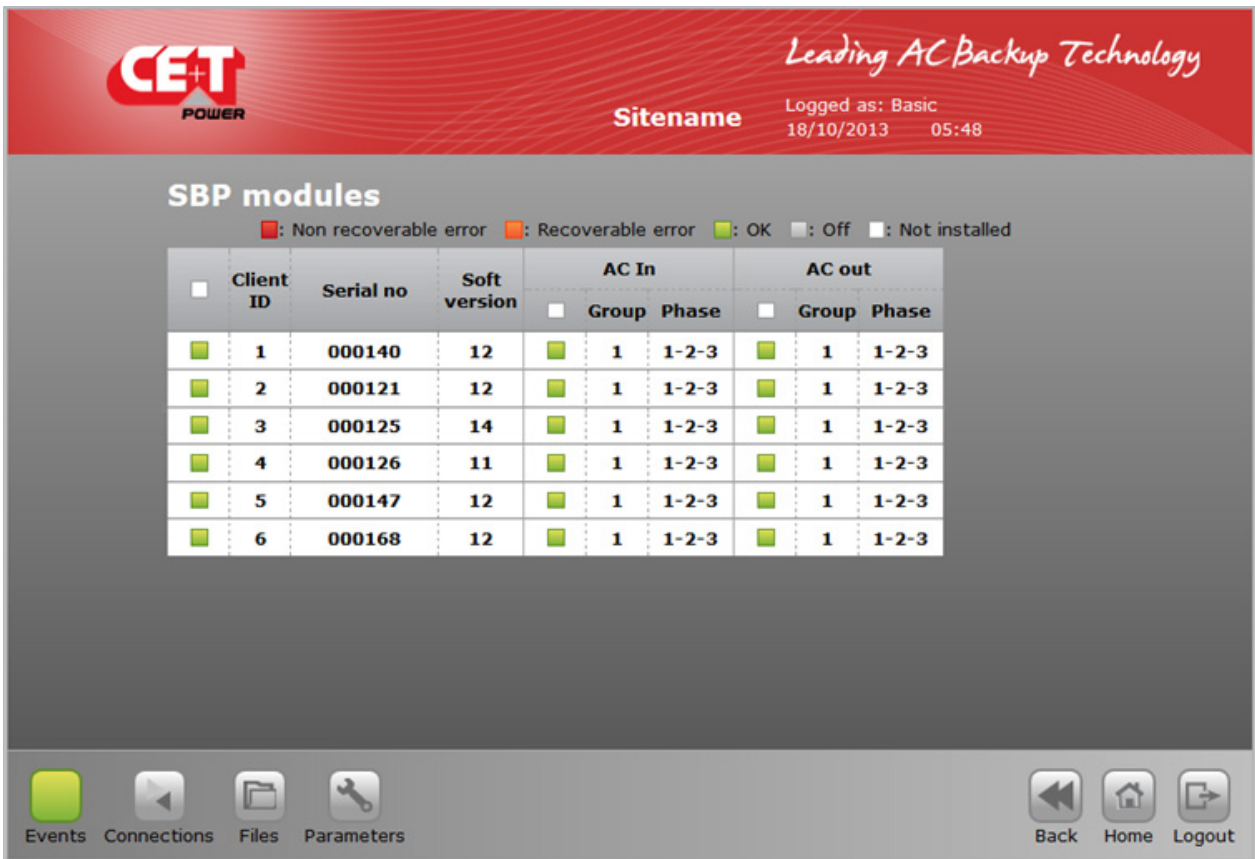 CE+T
POWER
Leading AC Backup Technology
Sitename
Logged as: Basic
18/10/2013 05:48
SBP modules
: Non recoverable error : Recoverable error : OK : Off : Not installed
Client ID Serial no Soft version AC In AC out
Group Phase Group Phase
1 000140 12 1 1-2-3 1 1-2-3
2 000121 12 1 1-2-3 1 1-2-3
3 000125 14 1 1-2-3 1 1-2-3
4 000126 11 1 1-2-3 1 1-2-3
5 000147 12 1 1-2-3 1 1-2-3
6 000168 12 1 1-2-3 1 1-2-3
Events Connections Files Parameters Back Home Logout